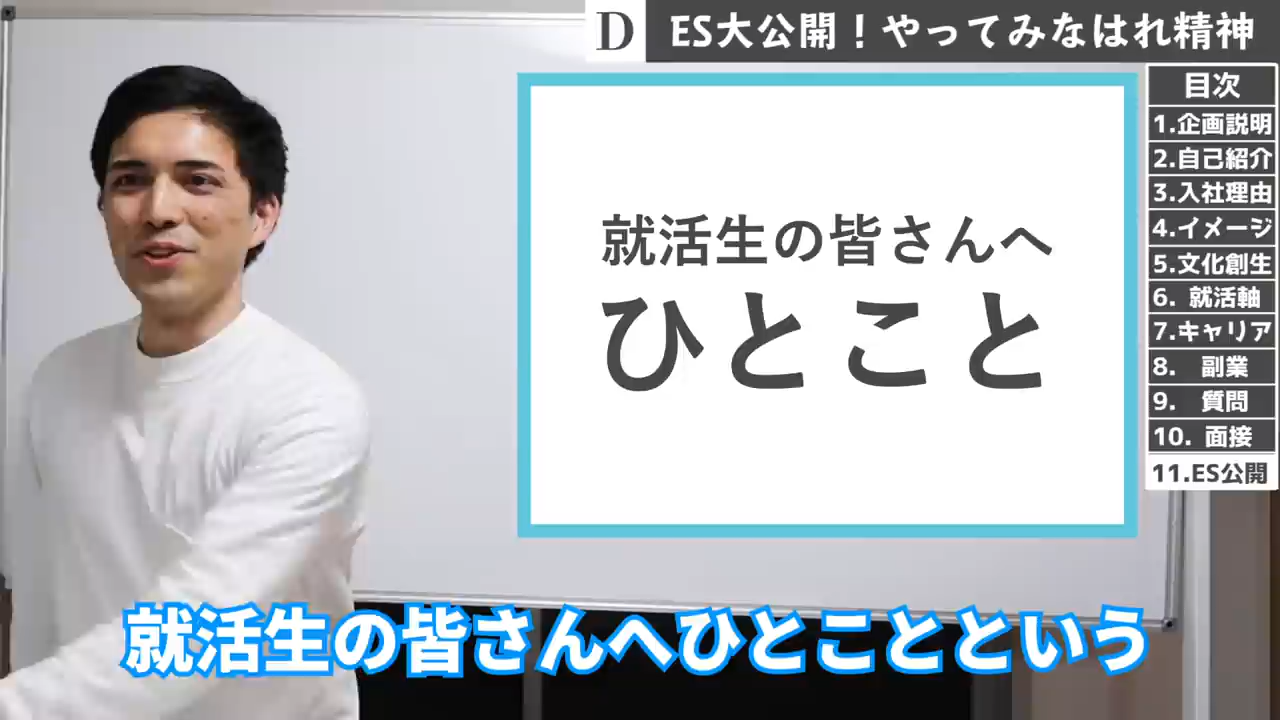 D
ES大公開！やってみなはれ精神
目次
1.企画説明
2.自己紹介
3.入社理由
4.イメージ
5.文化創生
6. 就活軸
7.キャリア
8. 副業
9. 質問
10. 面接
11.ES公開
就活生の皆さんへ
ひとこと
就活生の皆さんへひとことという